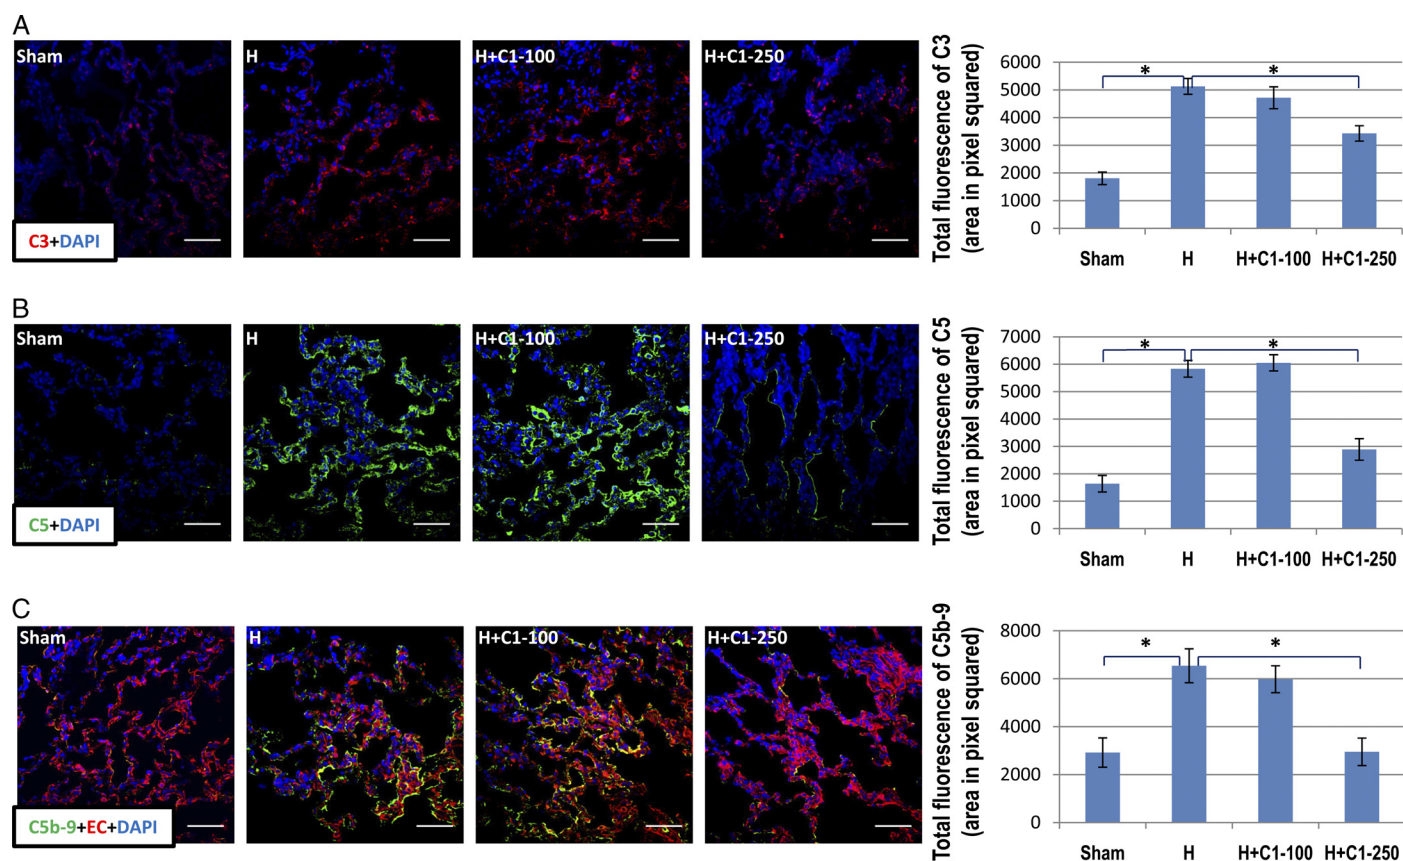 A
Sham
H
H+C1-100
H+C1-250
C3+DAPI
Total fluorescence of C3
(area in pixel squared)
6000
5000
4000
3000
2000
1000
0
*
*
Sham
H
H+C1-100
H+C1-250
B
Sham
H
H+C1-100
H+C1-250
C5+DAPI
Total fluorescence of C5
(area in pixel squared)
7000
6000
5000
4000
3000
2000
1000
0
*
*
Sham
H
H+C1-100
H+C1-250
C
Sham
H
H+C1-100
H+C1-250
C5b-9+EC+DAPI
Total fluorescence of C5b-9
(area in pixel squared)
8000
6000
4000
2000
0
*
*
Sham
H
H+C1-100
H+C1-250